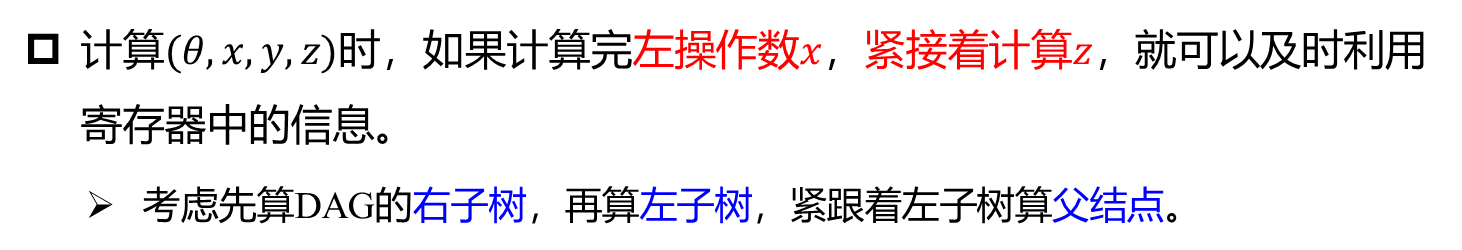 计算(θ, x, y, z)时，如果计算完左操作数x，紧接着计算z，就可以及时利用
寄存器中的信息。
考虑先算DAG的右子树，再算左子树，紧跟着左子树算父结点。